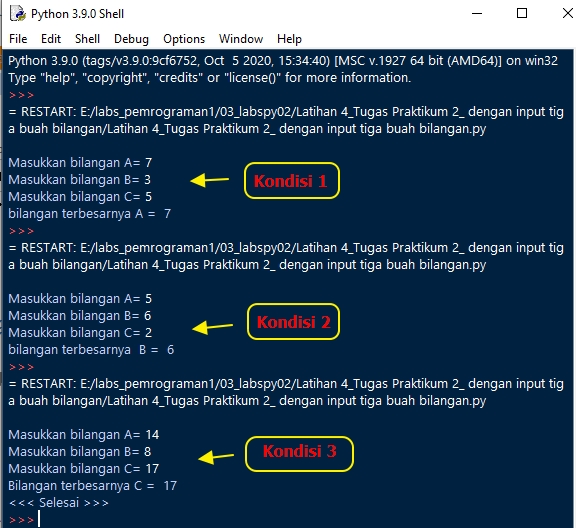 Python 3.9.0 Shell
File Edit Shell Debug Options Window Help
Python 3.9.0 (tags/v3.9.0:9cf6752, Oct  5 2020, 15:34:40) [MSC v.1927 64 bit (AMD64)] on win32
Type "help", "copyright", "credits" or "license()" for more information.
>>>
= RESTART: E:/labs_pemrograman1/03_labspy02/Latihan 4_Tugas Praktikum 2_ dengan input tig
a buah bilangan/Latihan 4_Tugas Praktikum 2_ dengan input tiga buah bilangan.py
Masukkan bilangan A= 7
Masukkan bilangan B= 3
Kondisi 1
Masukkan bilangan C= 5
bilangan terbesarnya A =  7
>>>
= RESTART: E:/labs_pemrograman1/03_labspy02/Latihan 4_Tugas Praktikum 2_ dengan input tig
a buah bilangan/Latihan 4_Tugas Praktikum 2_ dengan input tiga buah bilangan.py
Masukkan bilangan A= 5
Masukkan bilangan B= 6
Kondisi 2
Masukkan bilangan C= 2
bilangan terbesarnya  B =  6
>>>
= RESTART: E:/labs_pemrograman1/03_labspy02/Latihan 4_Tugas Praktikum 2_ dengan input tig
a buah bilangan/Latihan 4_Tugas Praktikum 2_ dengan input tiga buah bilangan.py
Masukkan bilangan A= 14
Masukkan bilangan B= 8
Kondisi 3
Masukkan bilangan C= 17
Bilangan terbesarnya C =  17
<<< Selesai >>>
>>>